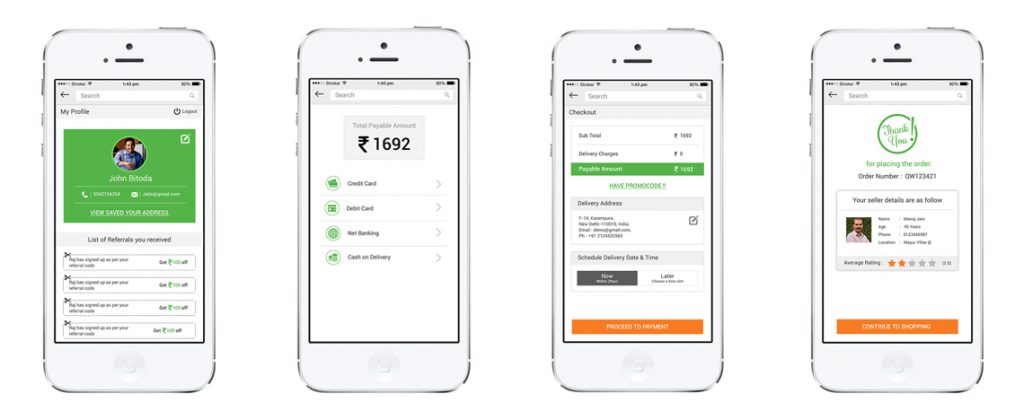 Strokei 1:43 pm 80%
Search
My Profile Logout
John Bitoda
9542154254 | John@gmail.com
VIEW SAVED YOUR ADDRESS
List of Referrals you received
Raj has signed up as per your
referral code
Get ₹100 off
Raj has signed up as per your
referral code
Get ₹100 off
Raj has signed up as per your
referral code
Get ₹100 off
Raj has signed up as per your
referral code
Get ₹100 off
Strokei 1:43 pm 80%
Search
Total Payable Amount
₹ 1692
Credit Card
Debit Card
Net Banking
Cash on Delivery
Strokei 1:43 pm 80%
Search
Checkout
Sub Total ₹ 1692
Delivery Charges ₹ 0
Payable Amount ₹ 1692
HAVE PROMOCODE !!
Delivery Address
F-14, Karampura,
New Delhi-110015, India,
Email : demo@gmail.com,
Ph - +91 2124532565
Schedule Delivery Date & Time
Now Later
Within 2hour Choose a time slot
PROCEED TO PAYMENT
Strokei 1:43 pm 80%
Search
Thank
You !
for placing the order.
Order Number : QW123421
Your seller details are as follow
Name : Manoj Jain
Age : 45 Years
Phone : 0123456987
Location : Mayur Vihar III
Average Rating : (2.0)
CONTINUE TO SHOPPING